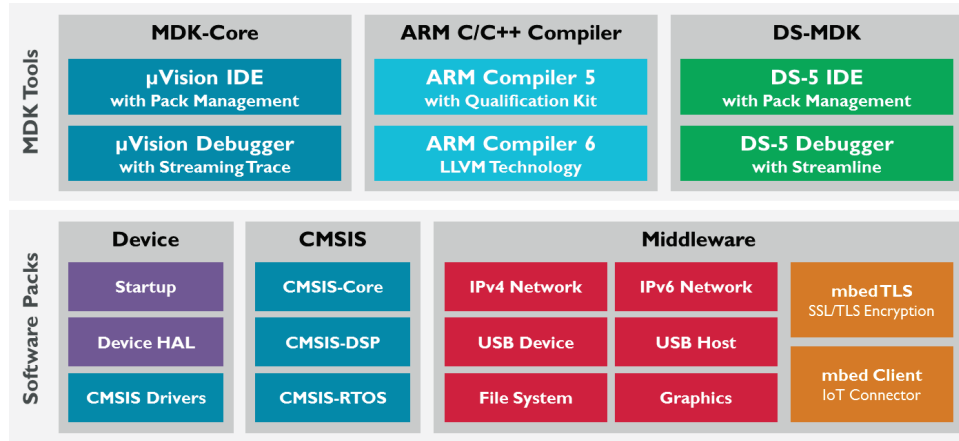 MDK Tools
MDK-Core
µVision IDE
with Pack Management
µVision Debugger
with Streaming Trace
ARM C/C++ Compiler
ARM Compiler 5
with Qualification Kit
ARM Compiler 6
LLVM Technology
DS-MDK
DS-5 IDE
with Pack Management
DS-5 Debugger
with Streamline
Software Packs
Device
Startup
Device HAL
CMSIS Drivers
CMSIS
CMSIS-Core
CMSIS-DSP
CMSIS-RTOS
Middleware
IPv4 Network
IPv6 Network
USB Device
USB Host
File System
Graphics
mbed TLS
SSL/TLS Encryption
mbed Client
IoT Connector